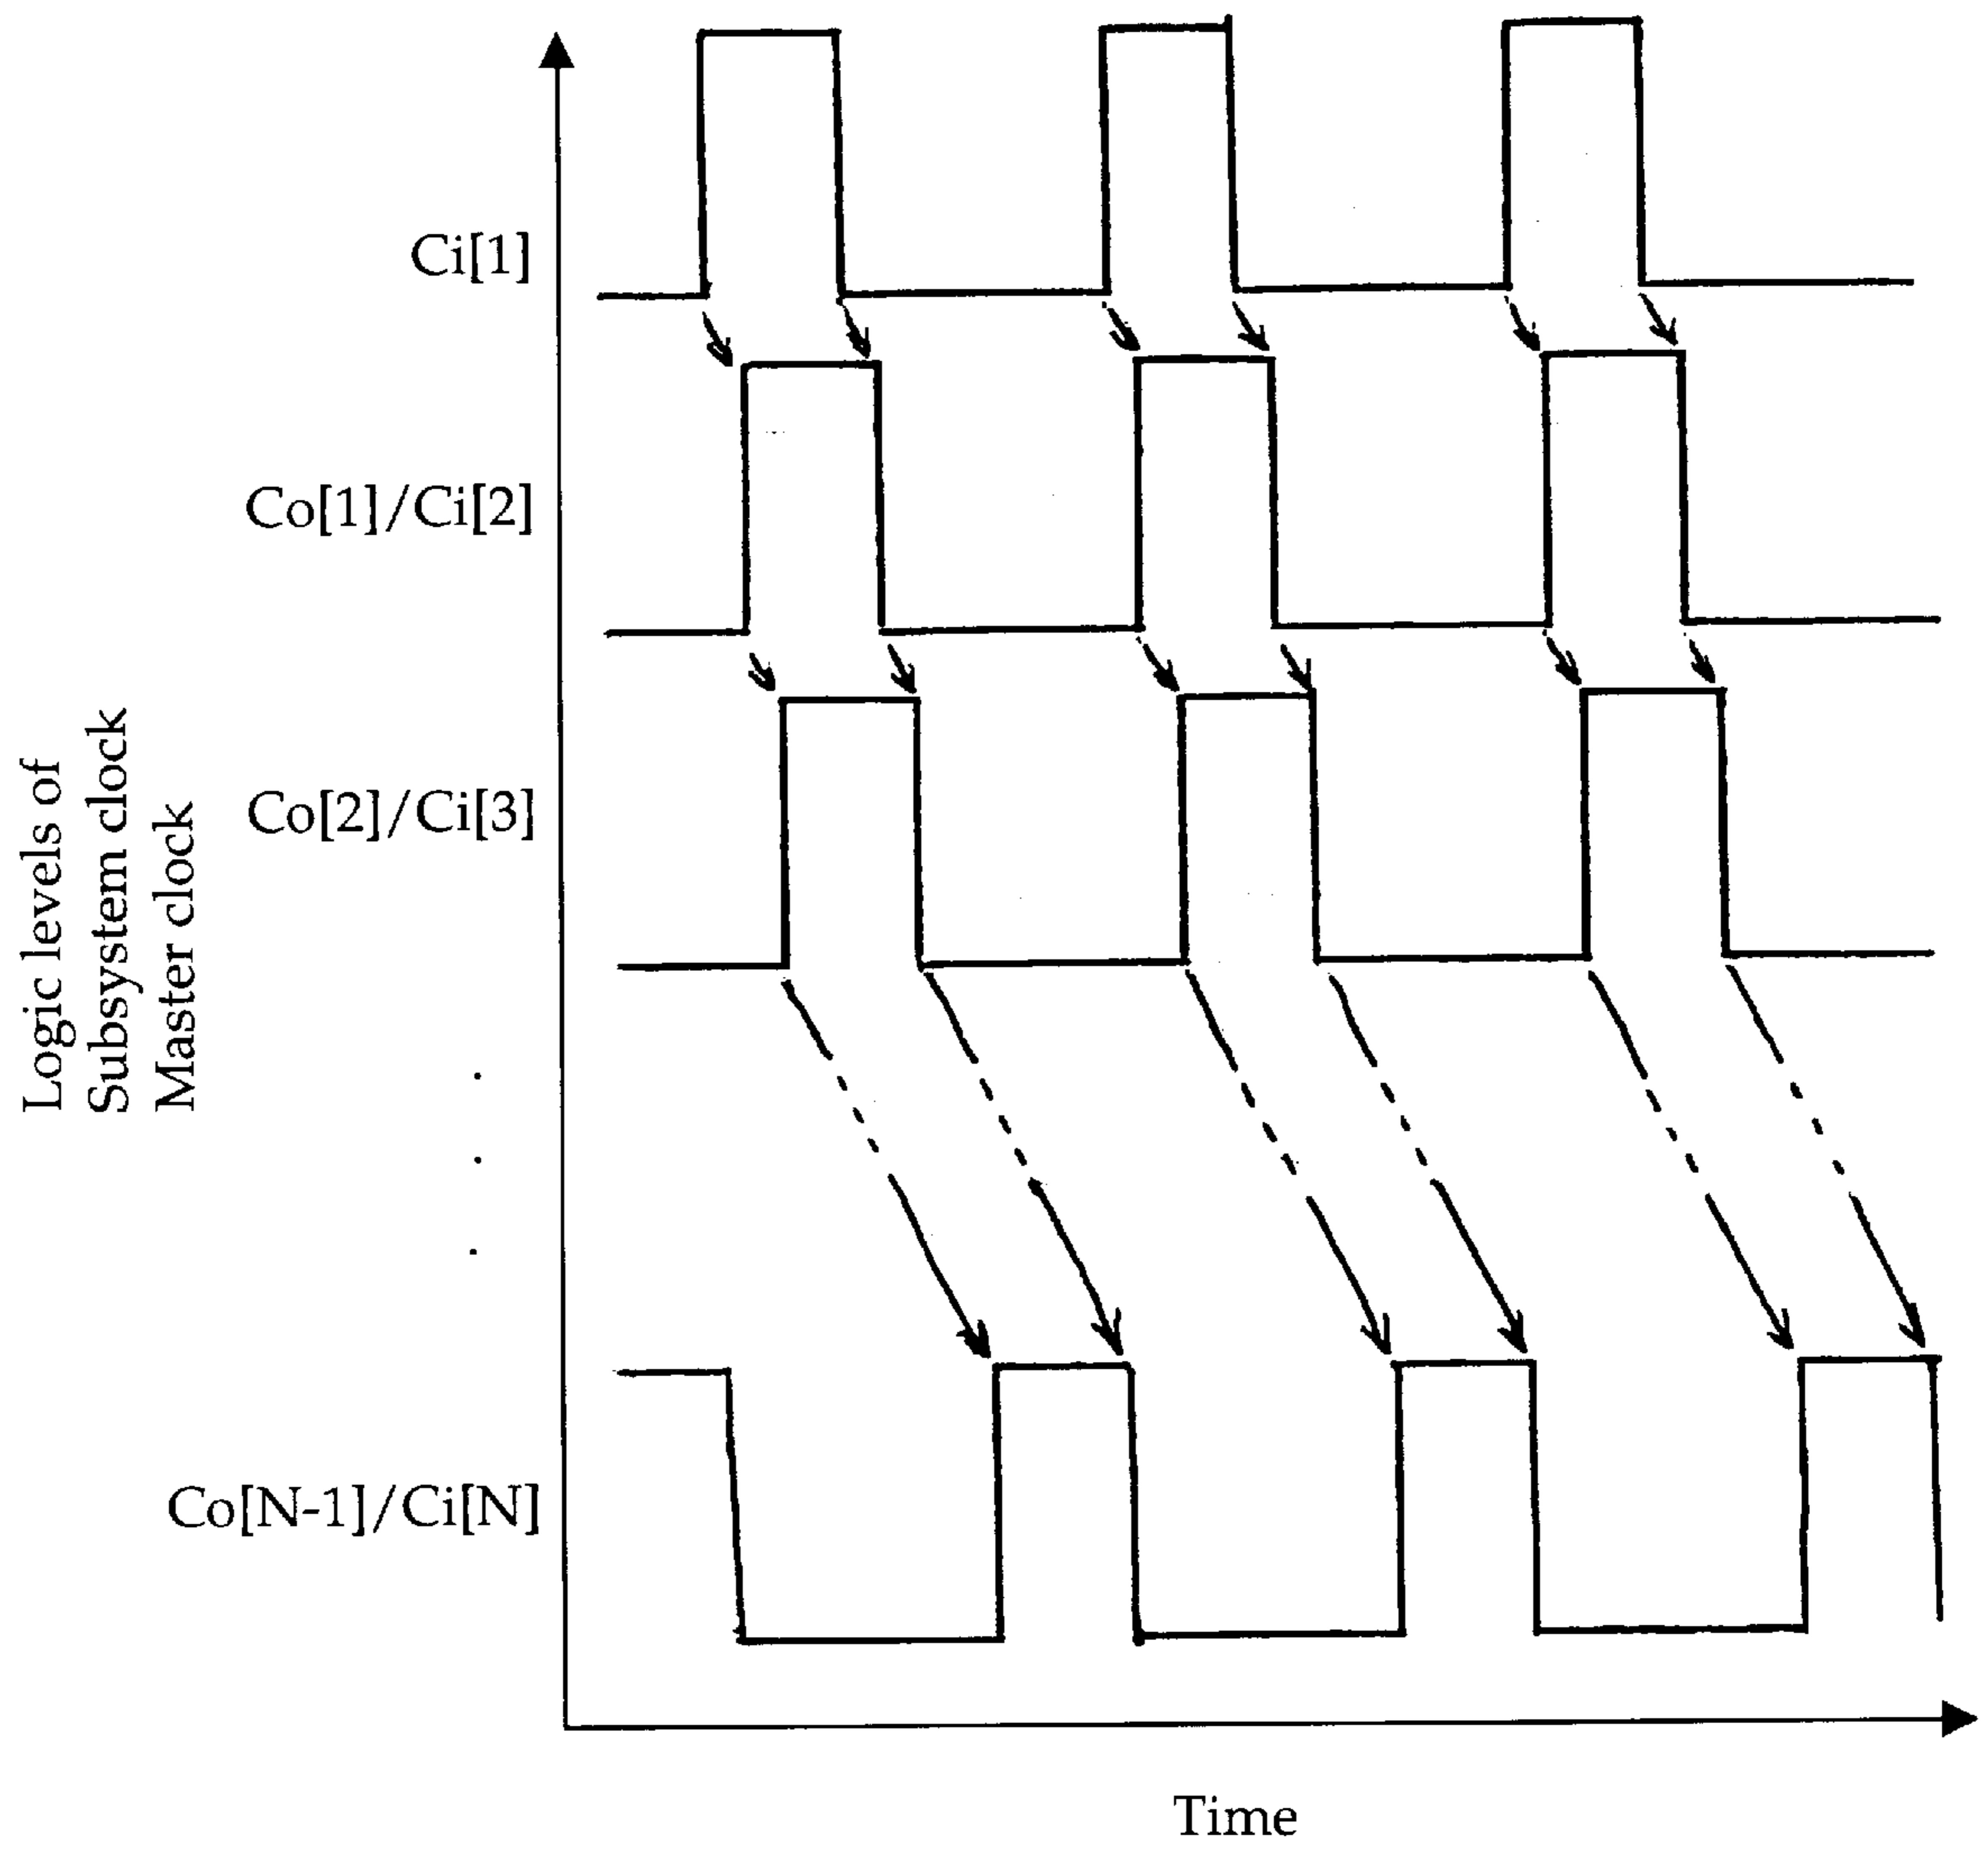 Ci[1]
Co[1]/Ci[2]
Co[2]/Ci[3]
Logic levels of
Subsystem clock
Master clock
.
.
.
Co[N-1]/Ci[N]
Time